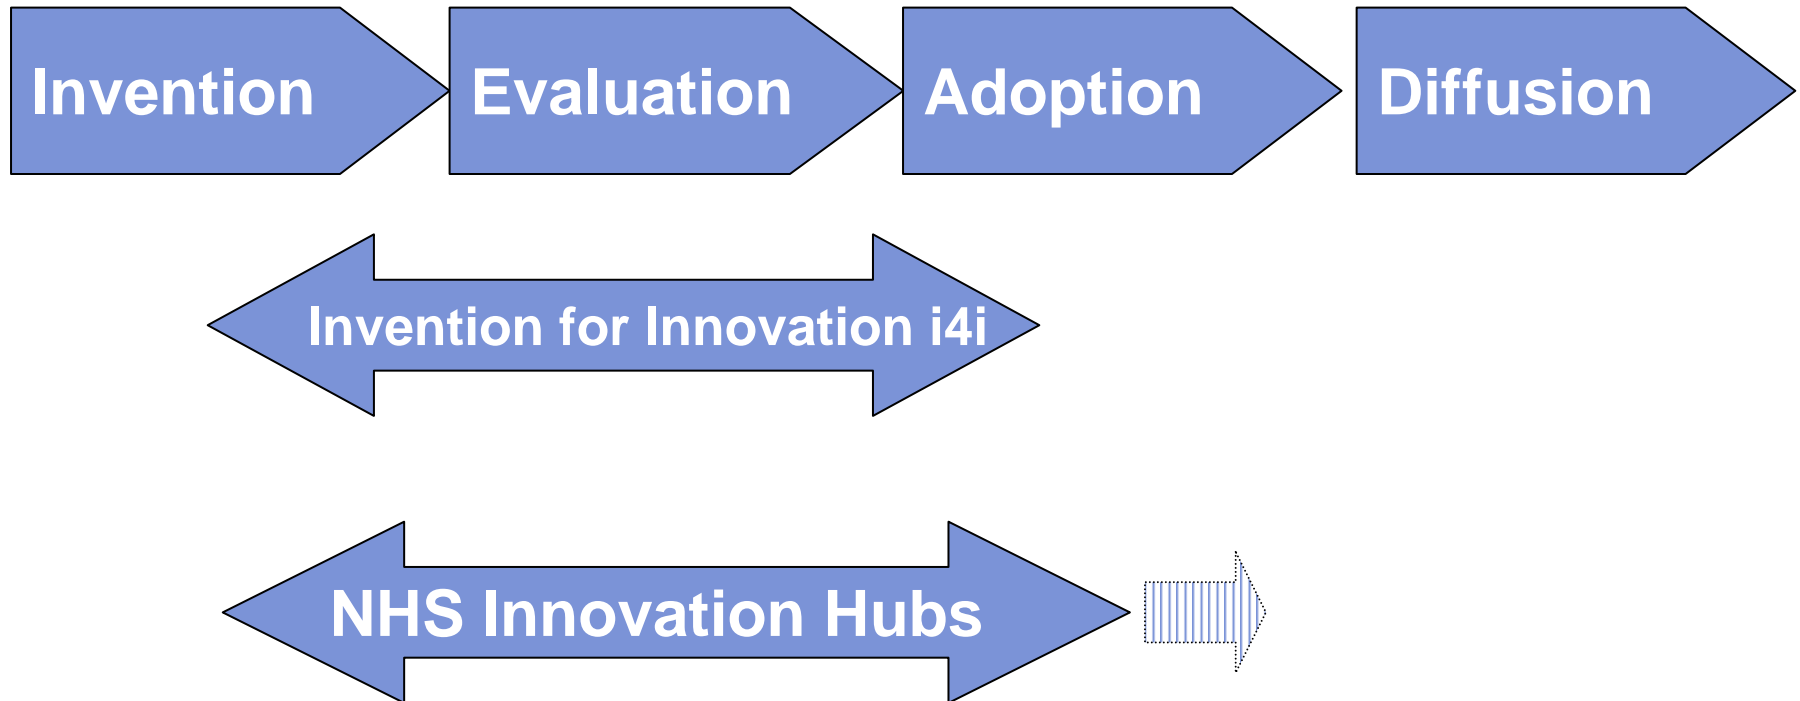 Invention
Evaluation
Adoption
Diffusion
Invention for Innovation i4i
NHS Innovation Hubs